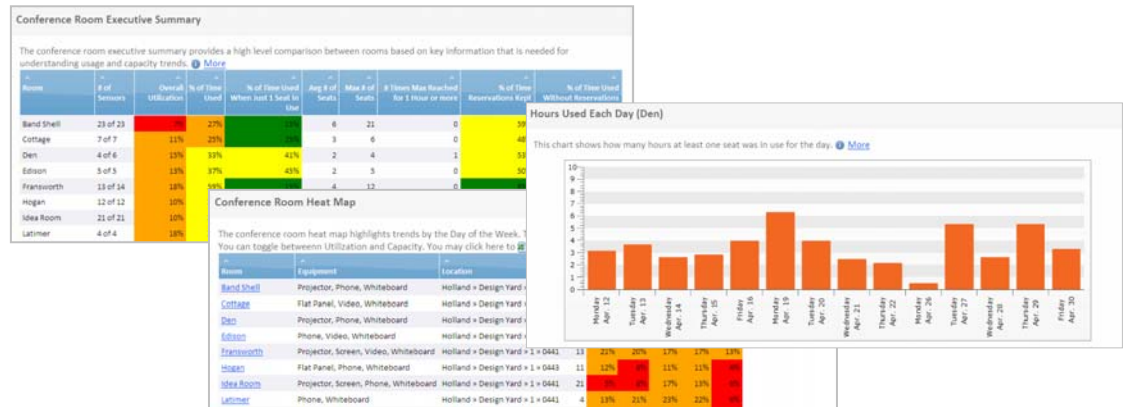 Conference Room Executive Summary
The conference room executive summary provides a high level comparison between rooms based on key information that is needed for
understanding usage and capacity trends. More
Room # of Sensors Overall Utilization % of Time Used % of Time Used When Just 1 Seat In Use Avg # of Seats Max # of Seats # Times Max Reached for 1 Hour or more % of Time Reservations Kept % of Time Used Without Reservations
Band Shell 23 of 23 27% 6 21 0
Cottage 7 of 7 11% 25% 3 6 0
Den 4 of 6 15% 33% 41% 2 4 1
Edison 5 of 5 13% 37% 45% 2 5 0
Fransworth 13 of 14 18% 59% 4 12 0
Hogan 12 of 12 10%
Idea Room 21 of 21 10%
Latimer 4 of 4 18%
Conference Room Heat Map
The conference room heat map highlights trends by the Day of the Week.
You can toggle betweenn Utilization and Capacity. You may click here to
Room Equipment Location
Band Shell Projector, Phone, Whiteboard Holland » Design Yard »
Cottage Flat Panel, Video, Whiteboard Holland » Design Yard »
Den Projector, Phone, Whiteboard Holland » Design Yard »
Edison Phone, Video, Whiteboard Holland » Design Yard »
Fransworth Projector, Screen, Video, Whiteboard Holland » Design Yard » 1 » 0441 13 21% 20% 17% 17% 13%
Hogan Flat Panel, Phone, Whiteboard Holland » Design Yard » 1 » 0443 11 12% 11% 11%
Idea Room Projector, Screen, Phone, Whiteboard Holland » Design Yard » 1 » 0441 21 17% 13%
Latimer Phone, Whiteboard Holland » Design Yard » 1 » 0441 4 13% 21% 23% 22%
Hours Used Each Day (Den)
This chart shows how many hours at least one seat was in use for the day. More
10
9
8
7
6
5
4
3
2
1
0
Monday Apr. 12
Tuesday Apr. 13
Wednesday Apr. 14
Thursday Apr. 15
Friday Apr. 16
Monday Apr. 19
Tuesday Apr. 20
Wednesday Apr. 21
Thursday Apr. 22
Monday Apr. 26
Tuesday Apr. 27
Wednesday Apr. 28
Thursday Apr. 29
Friday Apr. 30